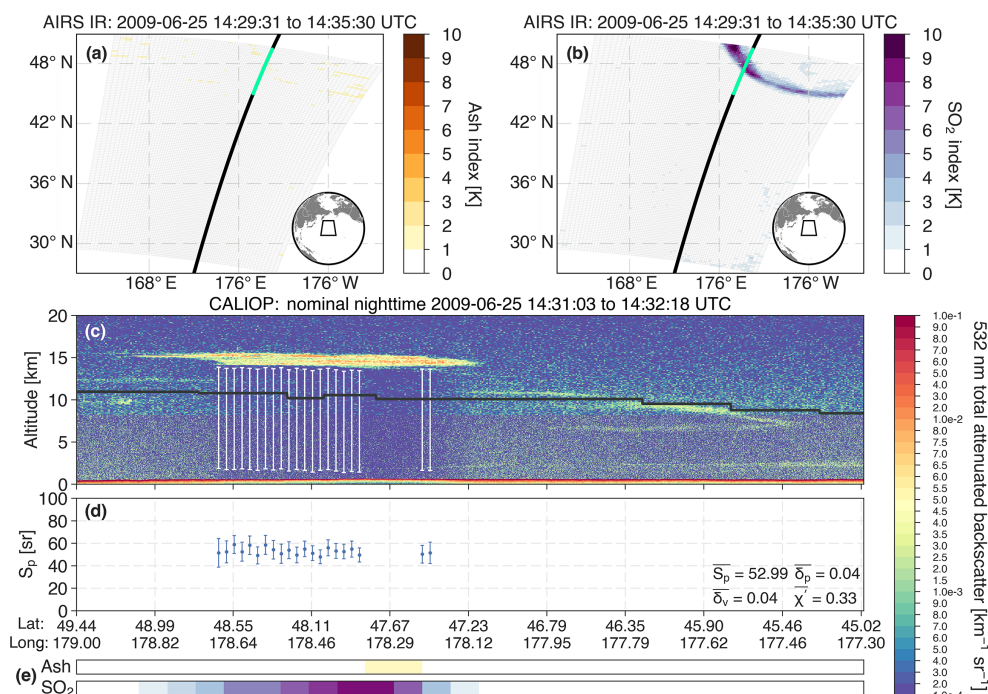 AIRS IR: 2009-06-25 14:29:31 to 14:35:30 UTC
(a)
48° N
42° N
36° N
30° N
168° E
176° E
176° W
10
9
8
7
6
5
4
3
2
1
0
Ash index [K]
AIRS IR: 2009-06-25 14:29:31 to 14:35:30 UTC
(b)
48° N
42° N
36° N
30° N
168° E
176° E
176° W
10
9
8
7
6
5
4
3
2
1
0
SO₂ index [K]
CALIOP: nominal nighttime 2009-06-25 14:31:03 to 14:32:18 UTC
(c)
20
15
10
5
0
Altitude [km]
1.0e-1
9.0
8.0
7.0
6.0
5.0
4.0
3.0
2.0
1.0e-2
8.0
7.0
6.5
6.0
5.5
5.0
4.5
4.0
3.5
3.0
2.5
2.0
1.5
1.0e-3
9.0
8.0
7.0
6.0
5.0
4.0
3.0
2.0
532 nm total attenuated backscatter [km⁻¹ sr⁻¹]
(d)
100
80
60
40
20
0
Sₚ [sr]
Sₚ = 52.99 δₚ = 0.04
δᵥ = 0.04 χ′ = 0.33
Lat: 49.44 48.99 48.55 48.11 47.67 47.23 46.79 46.35 45.90 45.46 45.02
Long: 179.00 178.82 178.64 178.46 178.29 178.12 177.95 177.79 177.62 177.46 177.30
(e)
Ash
SO₂